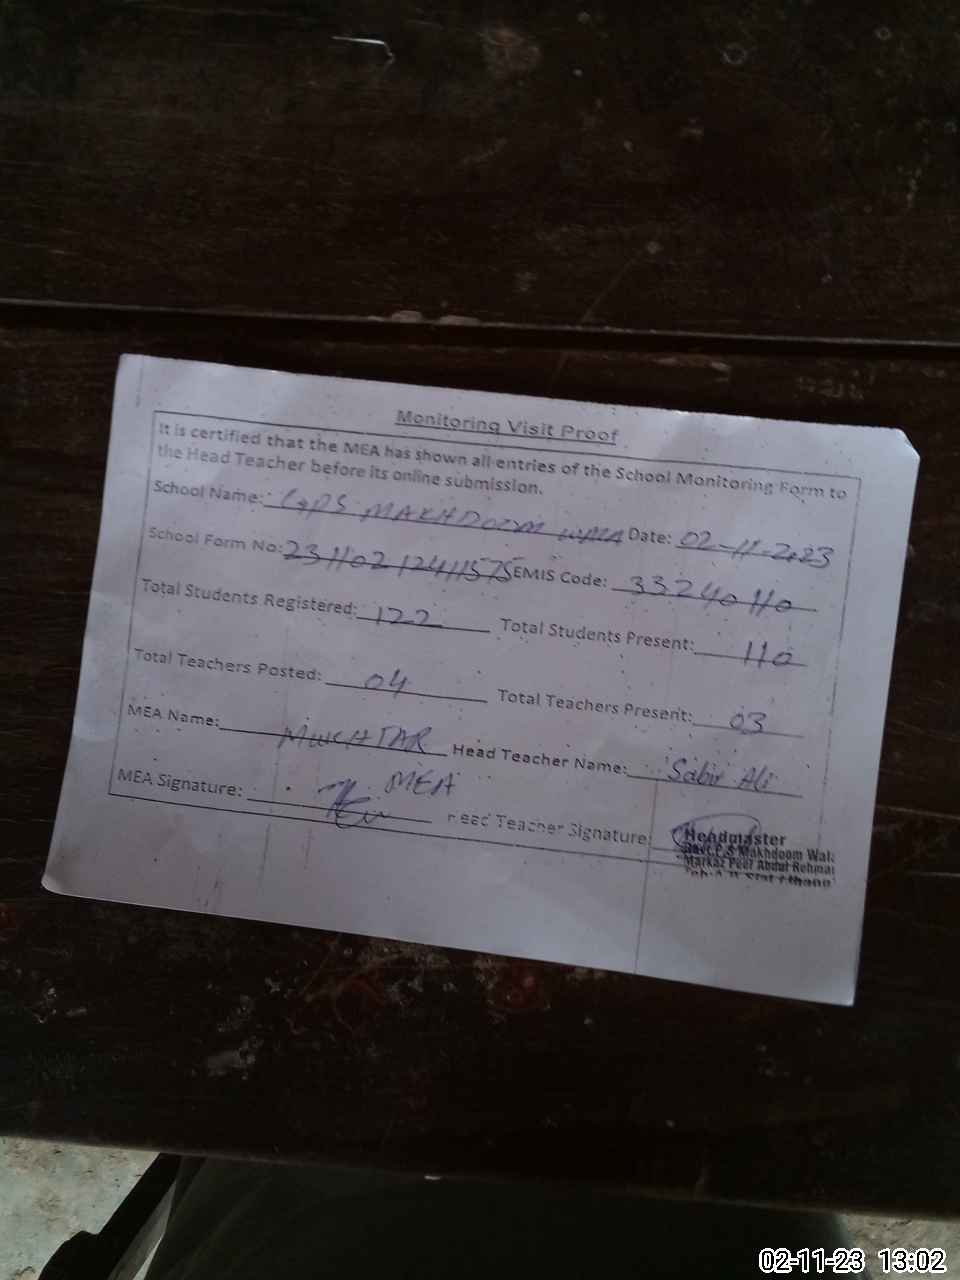 Monitoring Visit Proof
It is certified that the MEA has shown all entries of the School Monitoring Form to
the Head Teacher before its online submission.
School Name: GPS MAKHDOOM WALA Date: 02-11-2023
School Form No: EMIS Code: 33240110
Total Students Registered: 122 Total Students Present: 110
Total Teachers Posted: 04 Total Teachers Present: 03
MEA Name: MUKHTAR Head Teacher Name: Sabir Ali
MEA Signature: MEA Head Teacher Signature:
Headmaster
Govt. P.S Makhdoom Wala
Markaz Peer Abdul Rehman
02-11-23 13:02